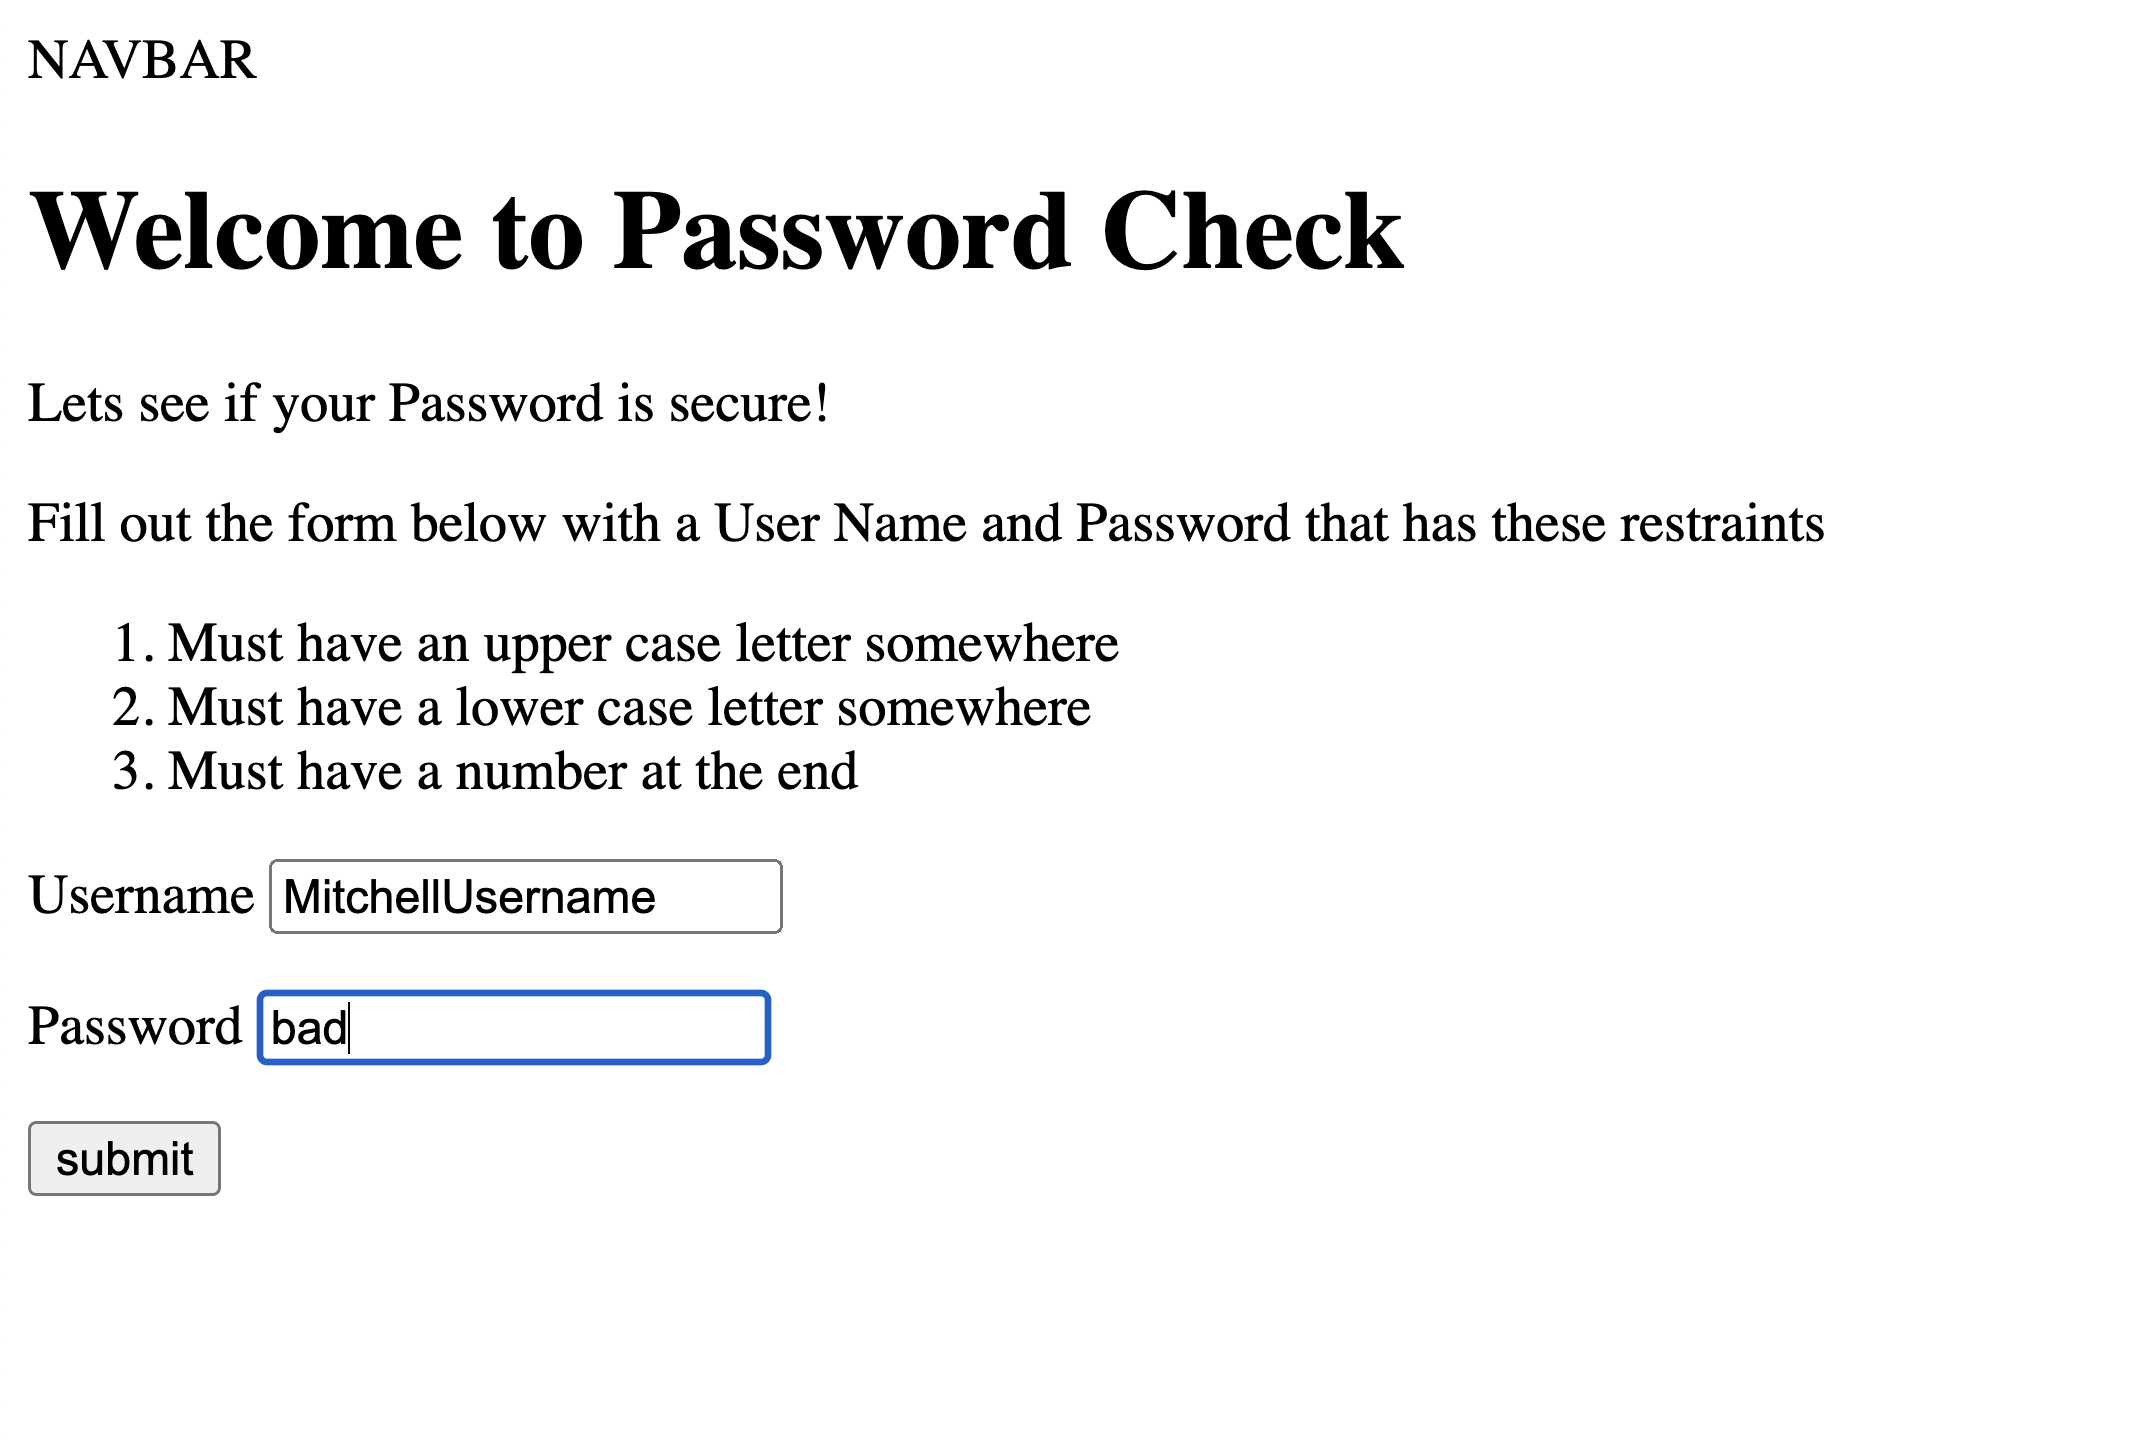 NAVBAR
Welcome to Password Check
Lets see if your Password is secure!
Fill out the form below with a User Name and Password that has these restraints
1. Must have an upper case letter somewhere
2. Must have a lower case letter somewhere
3. Must have a number at the end
Username MitchellUsername
Password bad
submit